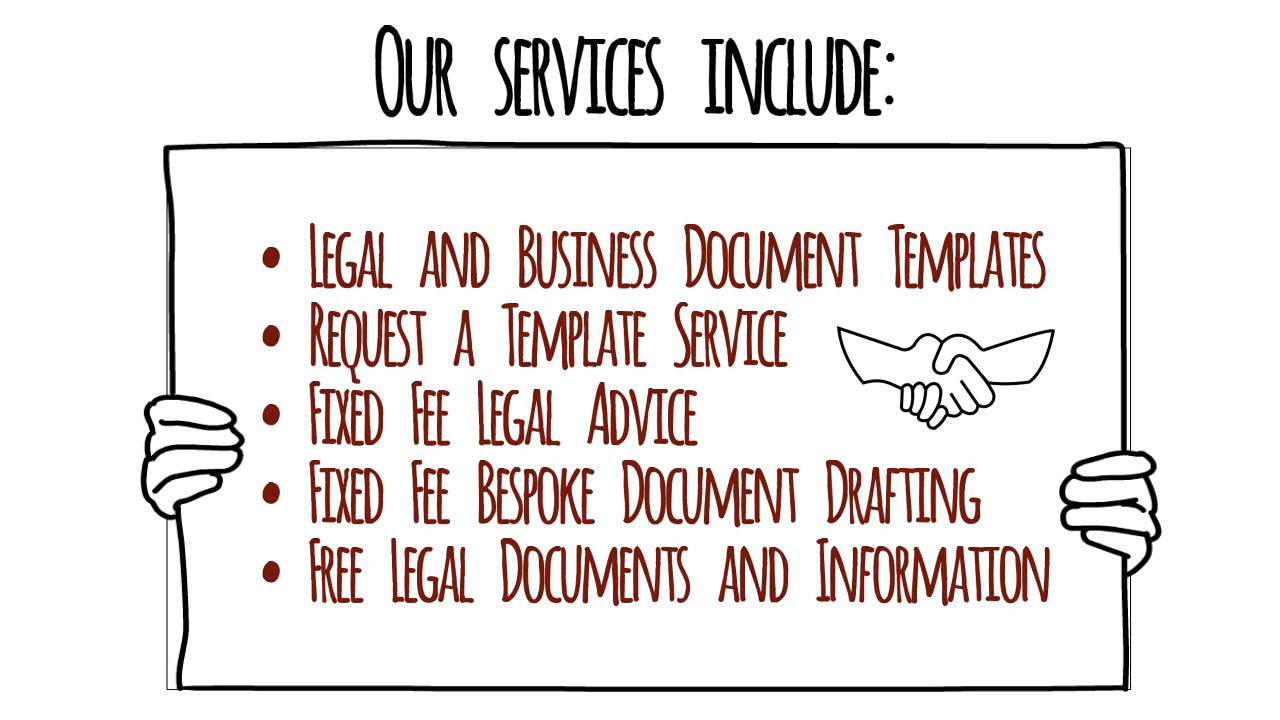 Our services include:
• Legal and Business Document Templates
• Request a Template Service
• Fixed Fee Legal Advice
• Fixed Fee Bespoke Document Drafting
• Free Legal Documents and Information